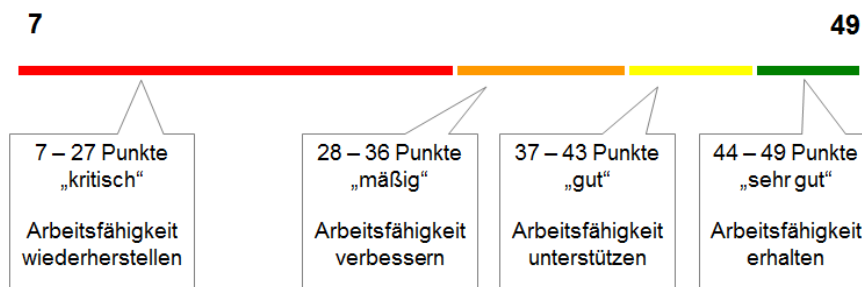 7
49
7 – 27 Punkte
„kritisch“
Arbeitsfähigkeit
wiederherstellen
28 – 36 Punkte
„mäßig“
Arbeitsfähigkeit
verbessern
37 – 43 Punkte
„gut“
Arbeitsfähigkeit
unterstützen
44 – 49 Punkte
„sehr gut“
Arbeitsfähigkeit
erhalten